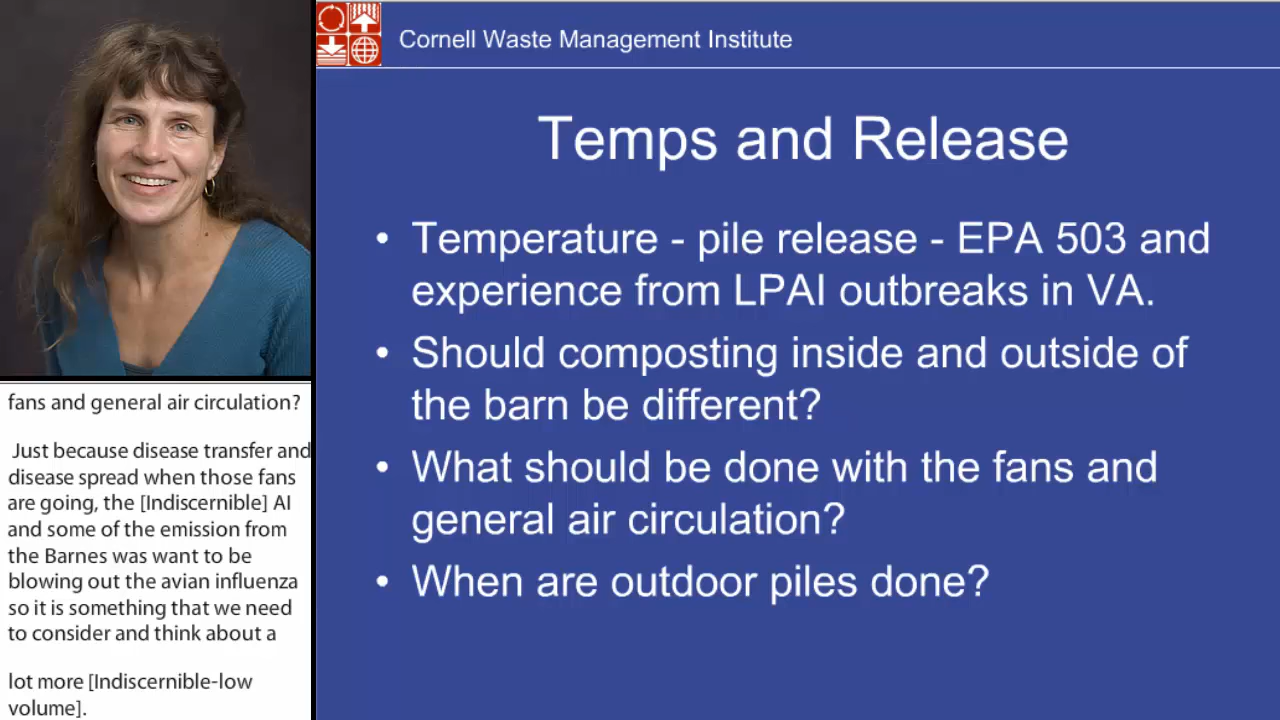 Cornell Waste Management Institute
Temps and Release
• Temperature - pile release - EPA 503 and
experience from LPAI outbreaks in VA.
• Should composting inside and outside of
the barn be different?
• What should be done with the fans and
general air circulation?
• When are outdoor piles done?
fans and general air circulation?
Just because disease transfer and
disease spread when those fans
are going, the [Indiscernible] AI
and some of the emission from
the Barnes was want to be
blowing out the avian influenza
so it is something that we need
to consider and think about a
lot more [Indiscernible-low
volume].